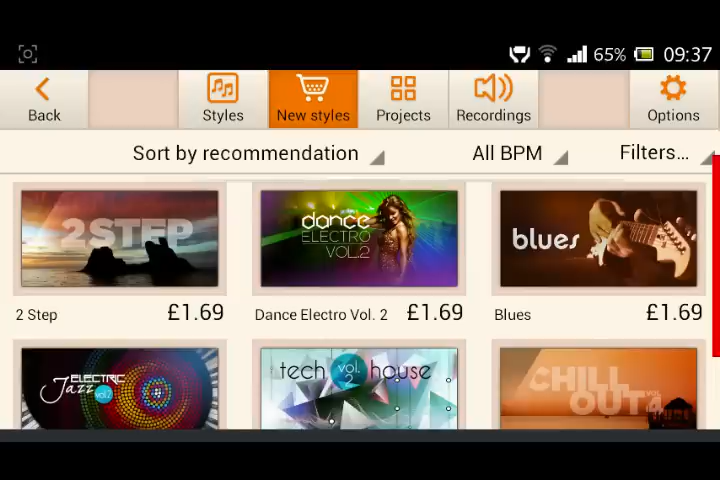 65% 09:37
Back Styles New styles Projects Recordings Options
Sort by recommendation All BPM Filters...
2STEP
dance
ELECTRO
VOL.2
blues
2 Step £1.69 Dance Electro Vol. 2 £1.69 Blues £1.69
ELECTRIC
Jazz vol2
tech vol. 2 house
CHILL
OUT VOL. 4